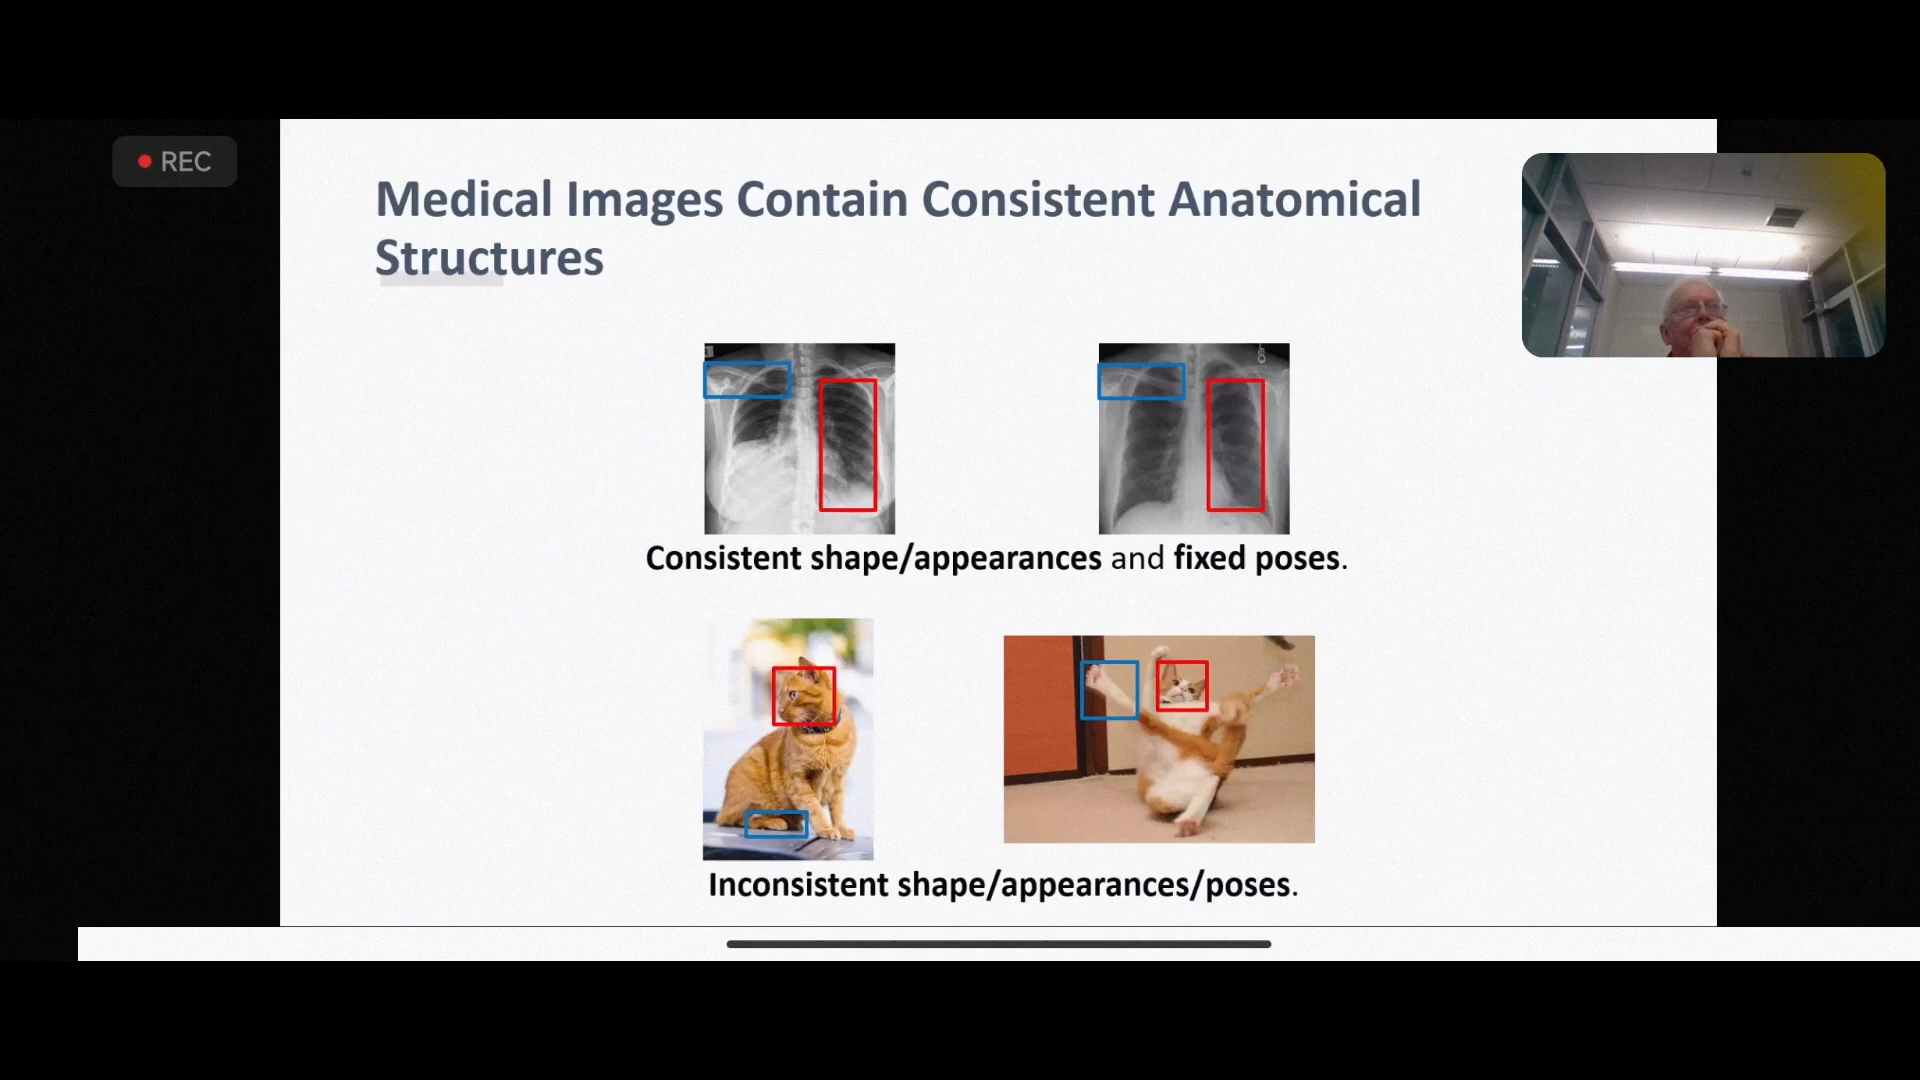 REC
Medical Images Contain Consistent Anatomical
Structures
Consistent shape/appearances and fixed poses.
Inconsistent shape/appearances/poses.